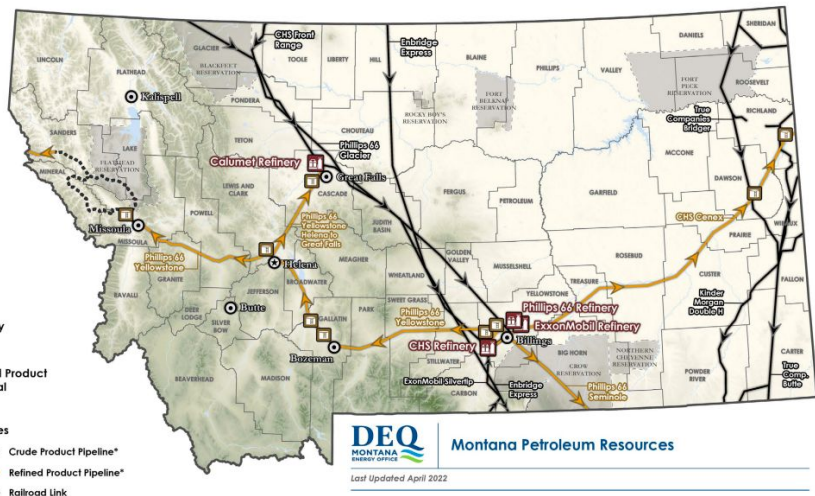 SHERIDAN
DANIELS
GLACIER
CHS Front
Range
Enbridge
Express
LINCOLN
FLATHEAD
BLACKFEET
RESERVATION
TOOLE
LIBERTY
HILL
BLAINE
PHILLIPS
VALLEY
FORT
PECK
RESERVATION
ROOSEVELT
Kalispell
PONDERA
ROCKY BOY'S
RESERVATION
FORT
BELKNAP
RESERVATION
True
Companies
Bridger
RICHLAND
SANDERS
LAKE
FLATHEAD
RESERVATION
TETON
CHOUTEAU
Phillips 66
Glacier
MCCONE
MINERAL
Calumet Refinery
Great Falls
CASCADE
LEWIS AND
CLARK
FERGUS
PETROLEUM
GARFIELD
DAWSON
POWELL
JUDITH
BASIN
CHS Cenex
WIBAUX
Missoula
MISSOULA
Phillips 66
Yellowstone
Helena to
Great Falls
PRAIRIE
Phillips 66
Yellowstone
Helena
MEAGHER
GOLDEN
VALLEY
MUSSELSHELL
ROSEBUD
GRANITE
JEFFERSON
BROADWATER
WHEATLAND
TREASURE
CUSTER
FALLON
RAVALLI
DEER
LODGE
Butte
SILVER
BOW
GALLATIN
PARK
SWEET GRASS
Phillips 66
Yellowstone
YELLOWSTONE
Phillips 66 Refinery
ExxonMobil Refinery
Kinder
Morgan
Double H
Bozeman
CHS Refinery
Billings
STILLWATER
BIG HORN
CROW
RESERVATION
NORTHERN
CHEYENNE
RESERVATION
CARTER
BEAVERHEAD
MADISON
ExxonMobil Silvertip
CARBON
Enbridge
Express
Phillips 66
Seminole
POWDER
RIVER
True
Comp.
Butte
Product
Crude Product Pipeline*
Refined Product Pipeline*
Railroad Link
DEQ
MONTANA
ENERGY OFFICE
Montana Petroleum Resources
Last Updated April 2022